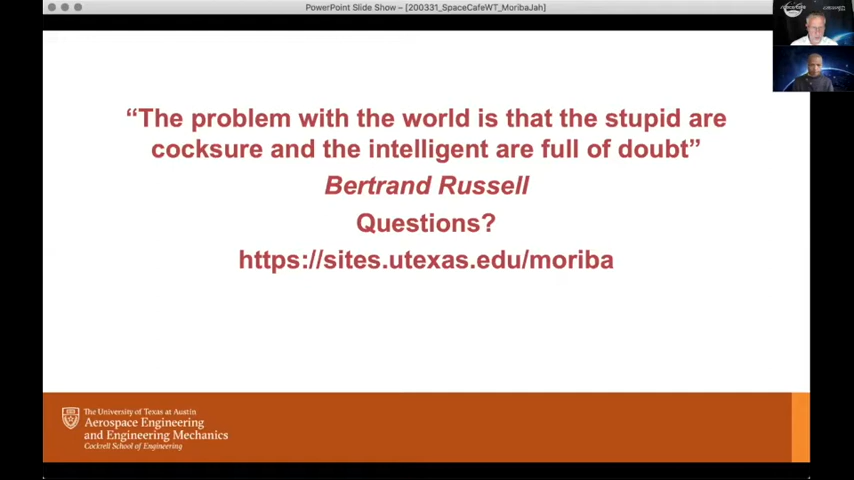 PowerPoint Slide Show – [200331_SpaceCafeWT_MoribaJah]
“The problem with the world is that the stupid are
cocksure and the intelligent are full of doubt”
Bertrand Russell
Questions?
https://sites.utexas.edu/moriba
The University of Texas at Austin
Aerospace Engineering
and Engineering Mechanics
Cockrell School of Engineering